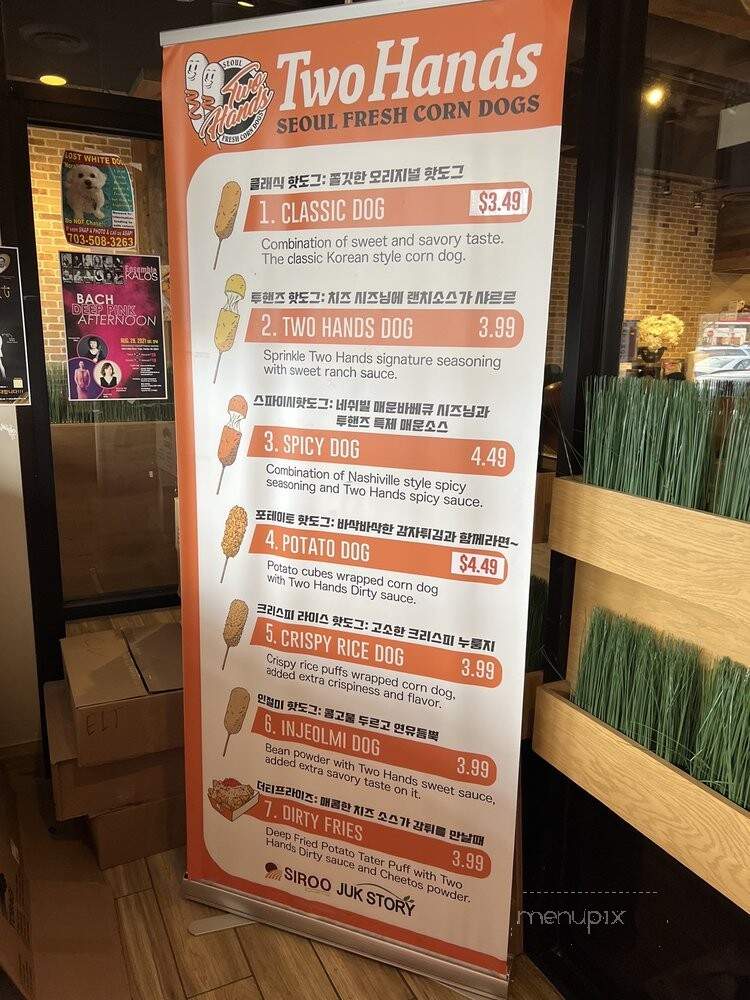 Two Hands
SEOUL FRESH CORN DOGS
SEOUL
Two
Hands
FRESH CORN DOGS
클래식 핫도그: 쫄깃한 오리지널 핫도그
1. CLASSIC DOG $3.49
Combination of sweet and savory taste.
The classic Korean style corn dog.
투핸즈 핫도그: 치즈 시즈닝에 랜치소스가 샤르르
2. TWO HANDS DOG 3.99
Sprinkle Two Hands signature seasoning
with sweet ranch sauce.
스파이시핫도그: 네쉬빌 매운바베큐 시즈닝과
투핸즈 특제 매운소스
3. SPICY DOG 4.49
Combination of Nashiville style spicy
seasoning and Two Hands spicy sauce.
포테이토 핫도그: 바삭바삭한 감자튀김과 함께라면~
4. POTATO DOG $4.49
Potato cubes wrapped corn dog
with Two Hands Dirty sauce.
크리스피 라이스 핫도그: 고소한 크리스피 누룽지
5. CRISPY RICE DOG 3.99
Crispy rice puffs wrapped corn dog,
added extra crispiness and flavor.
인절미 핫도그: 콩고물 두르고 연유듬뿍
6. INJEOLMI DOG 3.99
Bean powder with Two Hands sweet sauce,
added extra savory taste on it.
더티프라이즈: 매콤한 치즈 소스가 감튀를 만날때
7. DIRTY FRIES 3.99
Deep Fried Potato Tater Puff with Two
Hands Dirty sauce and Cheetos powder.
SIROO JUK STORY
LOST WHITE DO
Do NOT Chase
703-508-3263
Ensemble
KALOS
BACH
DEEP PINK
AFTERNOON
AUG. 28, 2021
menupix